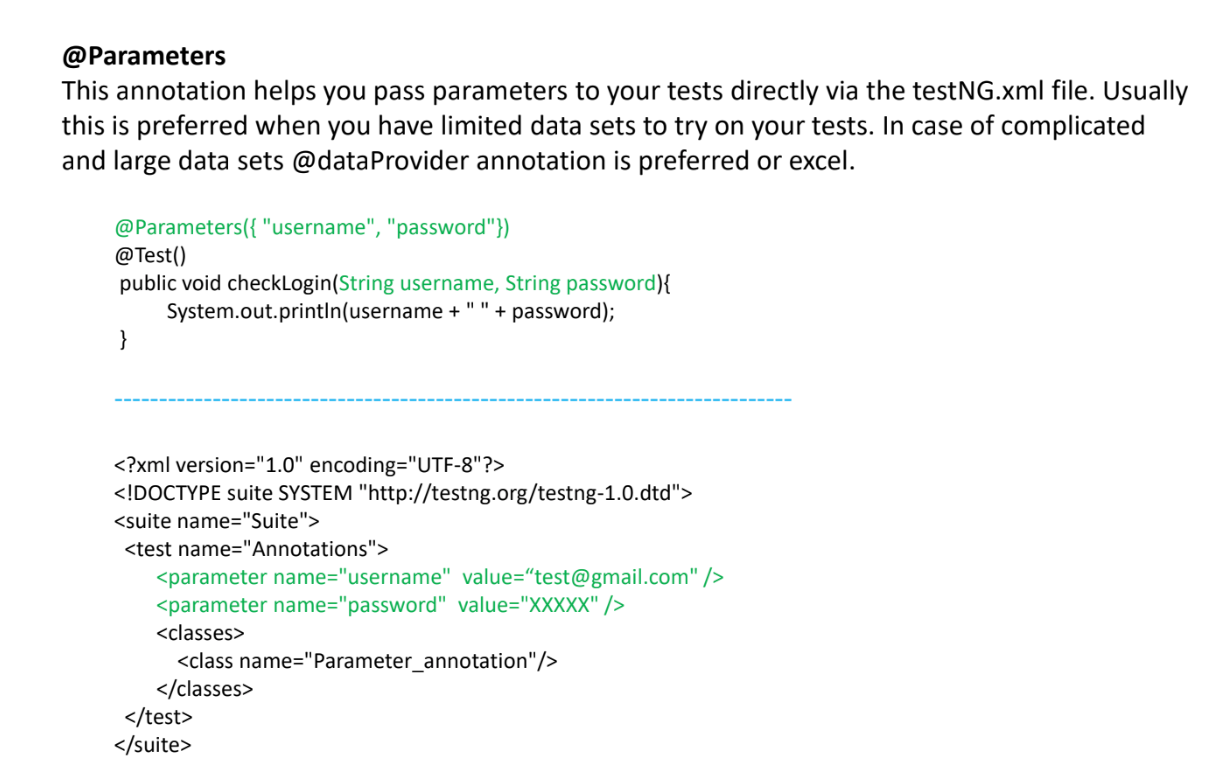 @Parameters
This annotation helps you pass parameters to your tests directly via the testNG.xml file. Usually
this is preferred when you have limited data sets to try on your tests. In case of complicated
and large data sets @dataProvider annotation is preferred or excel.
@Parameters({ "username", "password"})
@Test()
public void checkLogin(String username, String password){
System.out.println(username + " " + password);
}
---------------------------------------------------------------------------
<?xml version="1.0" encoding="UTF-8"?>
<!DOCTYPE suite SYSTEM "http://testng.org/testng-1.0.dtd">
<suite name="Suite">
<test name="Annotations">
<parameter name="username"  value=“test@gmail.com" />
<parameter name="password"  value="XXXXX" />
<classes>
<class name="Parameter_annotation"/>
</classes>
</test>
</suite>